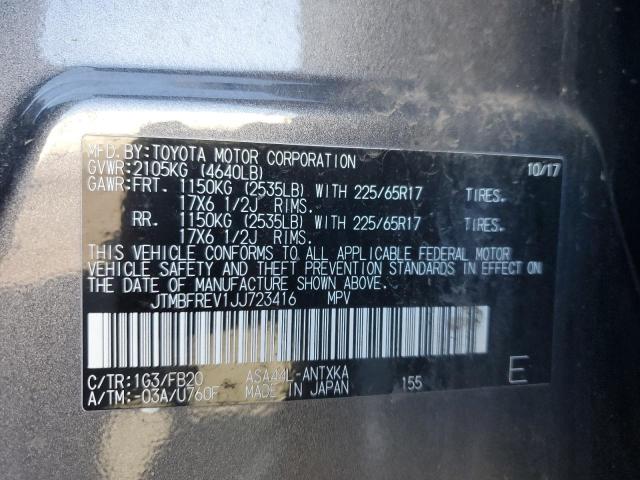 MFD. BY: TOYOTA MOTOR CORPORATION 10/17
GVWR: 2105KG (4640LB)
GAWR: FRT. 1150KG (2535LB) WITH 225/65R17 TIRES.
17X6 1/2J RIMS.
RR. 1150KG (2535LB) WITH 225/65R17 TIRES.
17X6 1/2J RIMS.
THIS VEHICLE CONFORMS TO ALL APPLICABLE FEDERAL MOTOR
VEHICLE SAFETY AND THEFT PREVENTION STANDARDS IN EFFECT ON
THE DATE OF MANUFACTURE SHOWN ABOVE.
JTMBFREV1JJ723416 MPV
C/TR: 1G3/FB20 ASA44L-ANTXKA
A/TM: -03A/U760F MADE IN JAPAN 155 E